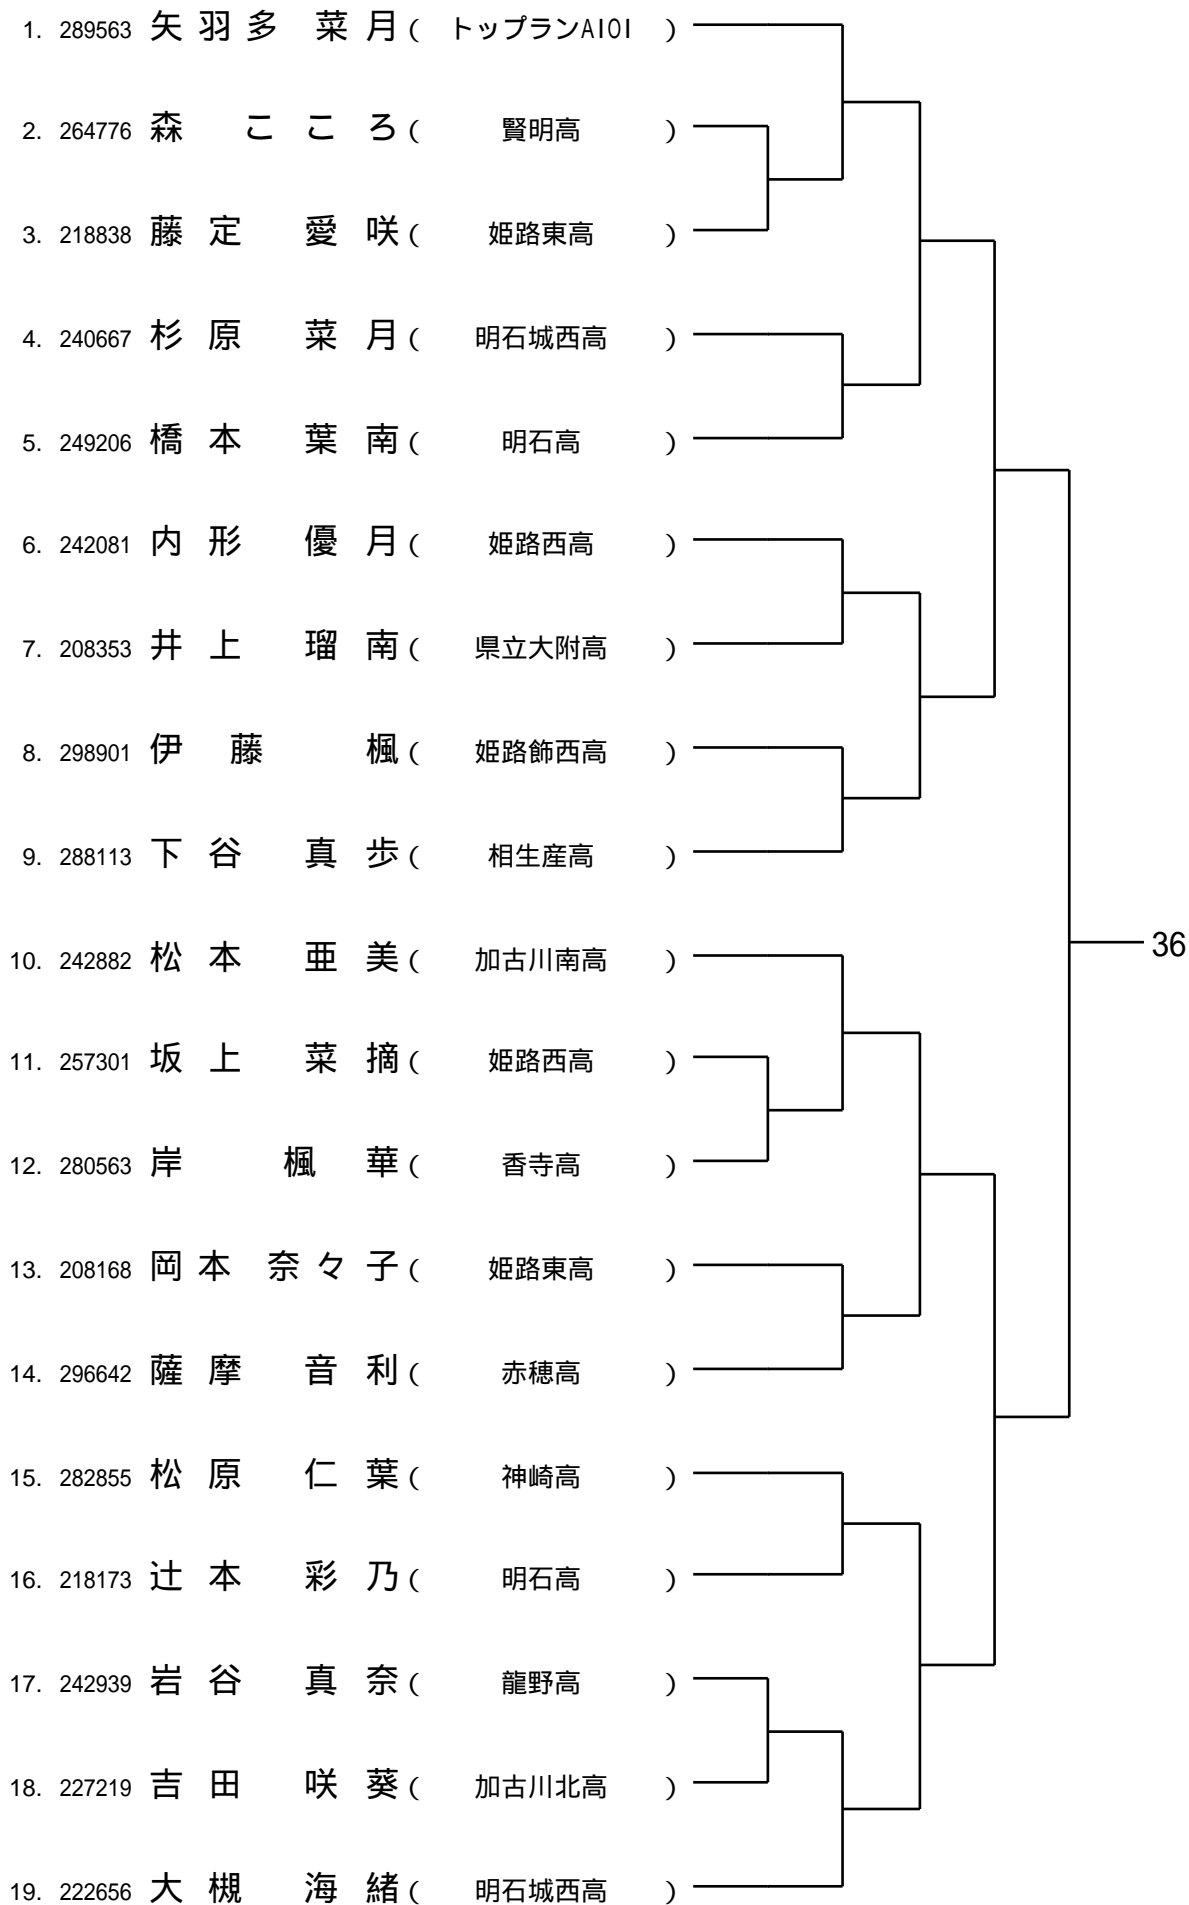 1. 289563 矢羽多 菜月 ( トップランAIOI )
2. 264776 森 こころ ( 賢明高 )
3. 218838 藤定 愛咲 ( 姫路東高 )
4. 240667 杉原 菜月 ( 明石城西高 )
5. 249206 橋本 葉南 ( 明石高 )
6. 242081 内形 優月 ( 姫路西高 )
7. 208353 井上 瑠南 ( 県立大附高 )
8. 298901 伊藤 楓 ( 姫路飾西高 )
9. 288113 下谷 真歩 ( 相生産高 )
36
10. 242882 松本 亜美 ( 加古川南高 )
11. 257301 坂上 菜摘 ( 姫路西高 )
12. 280563 岸 楓華 ( 香寺高 )
13. 208168 岡本 奈々子 ( 姫路東高 )
14. 296642 薩摩 音利 ( 赤穂高 )
15. 282855 松原 仁葉 ( 神崎高 )
16. 218173 辻本 彩乃 ( 明石高 )
17. 242939 岩谷 真奈 ( 龍野高 )
18. 227219 吉田 咲葵 ( 加古川北高 )
19. 222656 大槻 海緒 ( 明石城西高 )